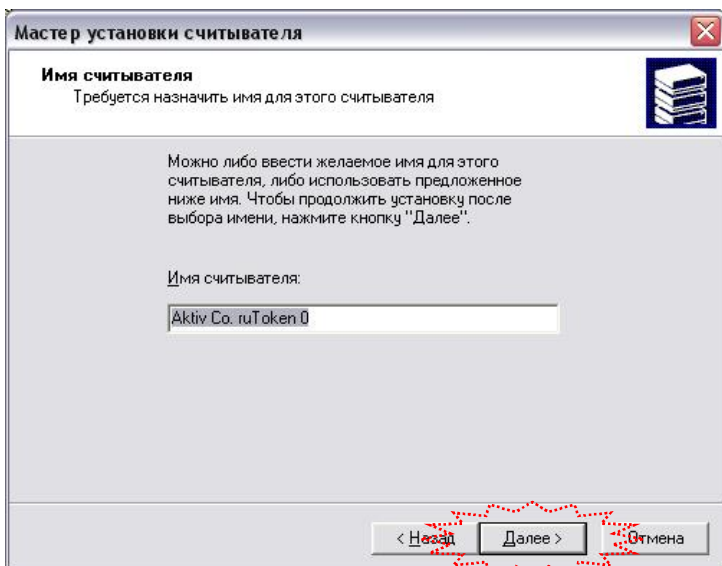 Мастер установки считывателя
Имя считывателя
Требуется назначить имя для этого считывателя
Можно либо ввести желаемое имя для этого
считывателя, либо использовать предложенное
ниже имя. Чтобы продолжить установку после
выбора имени, нажмите кнопку "Далее".
Имя считывателя:
Aktiv Co. ruToken 0
< Назад Далее > Отмена